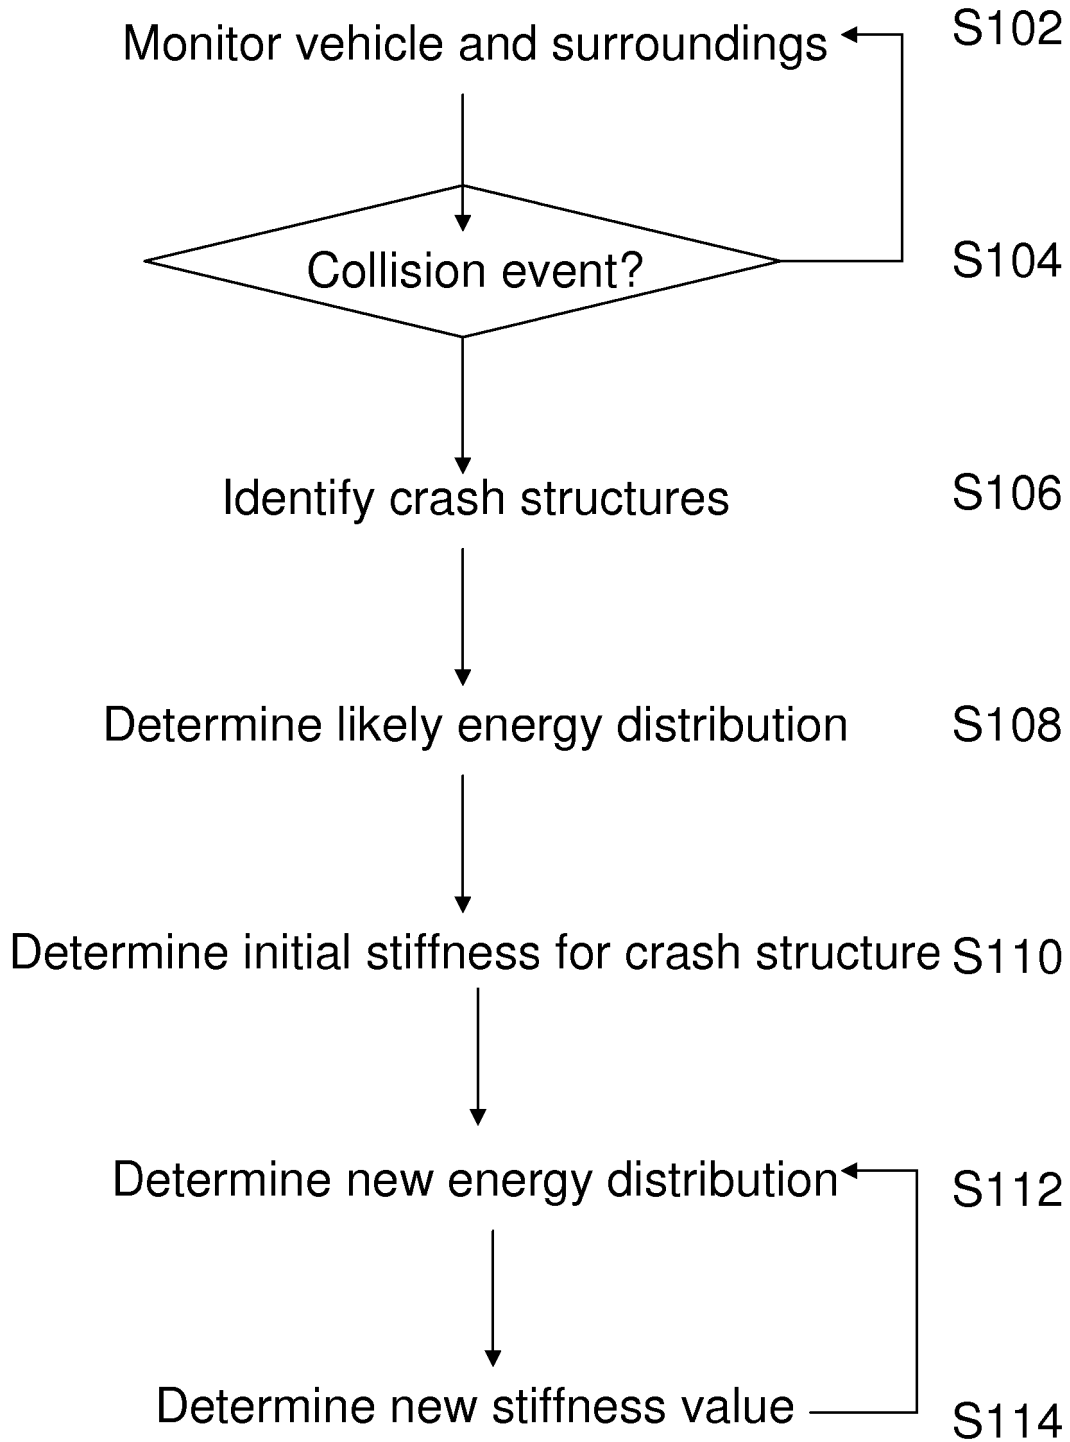 Monitor vehicle and surroundings S102
Collision event? S104
Identify crash structures S106
Determine likely energy distribution S108
Determine initial stiffness for crash structure S110
Determine new energy distribution S112
Determine new stiffness value S114